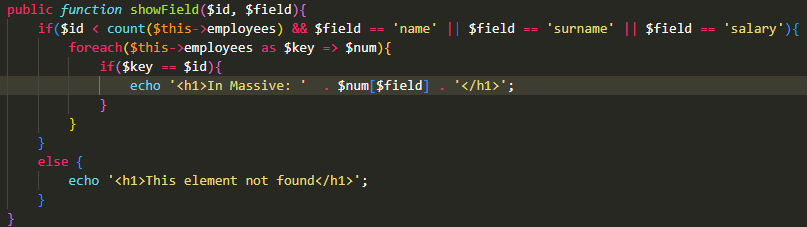 public function showField($id, $field){
    if($id < count($this->employees) && $field == 'name' || $field == 'surname' || $field == 'salary'){
        foreach($this->employees as $key => $num){
            if($key == $id){
                echo '<h1>In Massive: '  . $num[$field] . '</h1>';
            }
        }
    }
    else {
        echo '<h1>This element not found</h1>';
    }
}